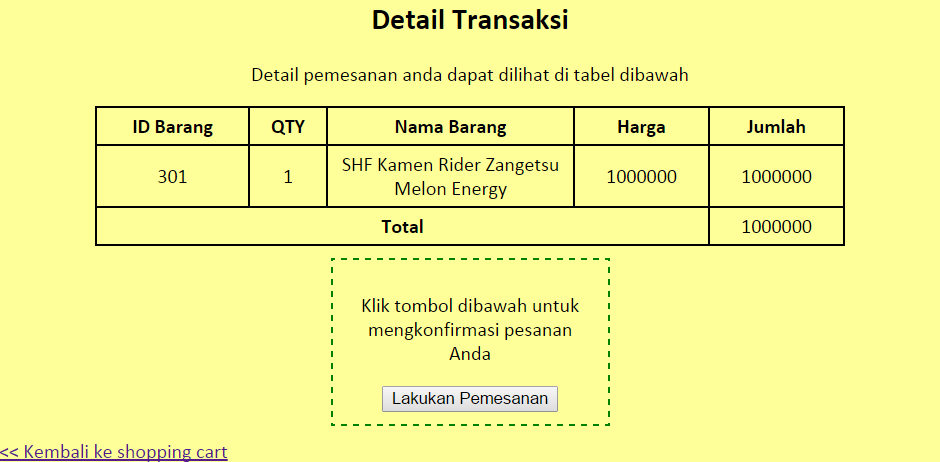 Detail Transaksi
Detail pemesanan anda dapat dilihat di tabel dibawah
ID Barang QTY Nama Barang Harga Jumlah
301 1 SHF Kamen Rider Zangetsu Melon Energy 1000000 1000000
Total 1000000
Klik tombol dibawah untuk
mengkonfirmasi pesanan
Anda
Lakukan Pemesanan
<< Kembali ke shopping cart